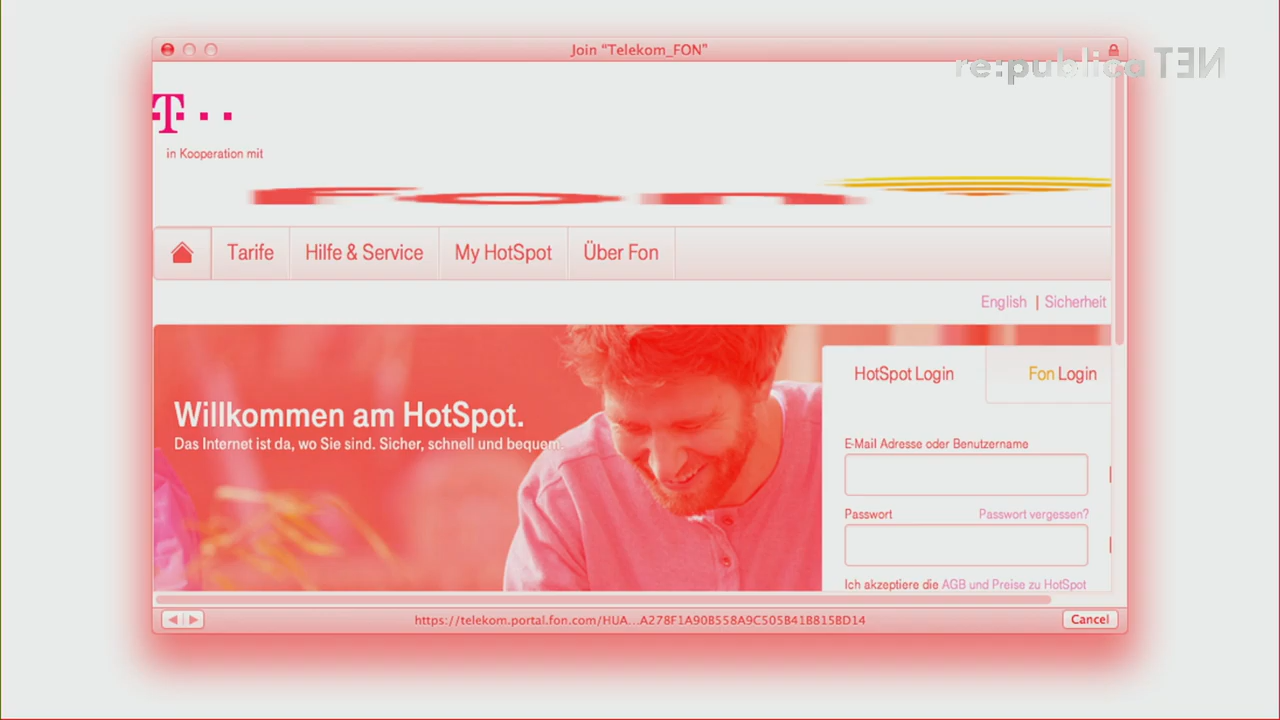 Join “Telekom_FON”
re:publica TEN
T
in Kooperation mit
Tarife
Hilfe & Service
My HotSpot
Über Fon
English | Sicherheit
HotSpot Login
Fon Login
Willkommen am HotSpot.
Das Internet ist da, wo Sie sind. Sicher, schnell und bequem.
E-Mail Adresse oder Benutzername
Passwort
Passwort vergessen?
Ich akzeptiere die AGB und Preise zu HotSpot
https://telekom.portal.fon.com/HUA...A278F1A90B558A9C505B41B815BD14
Cancel